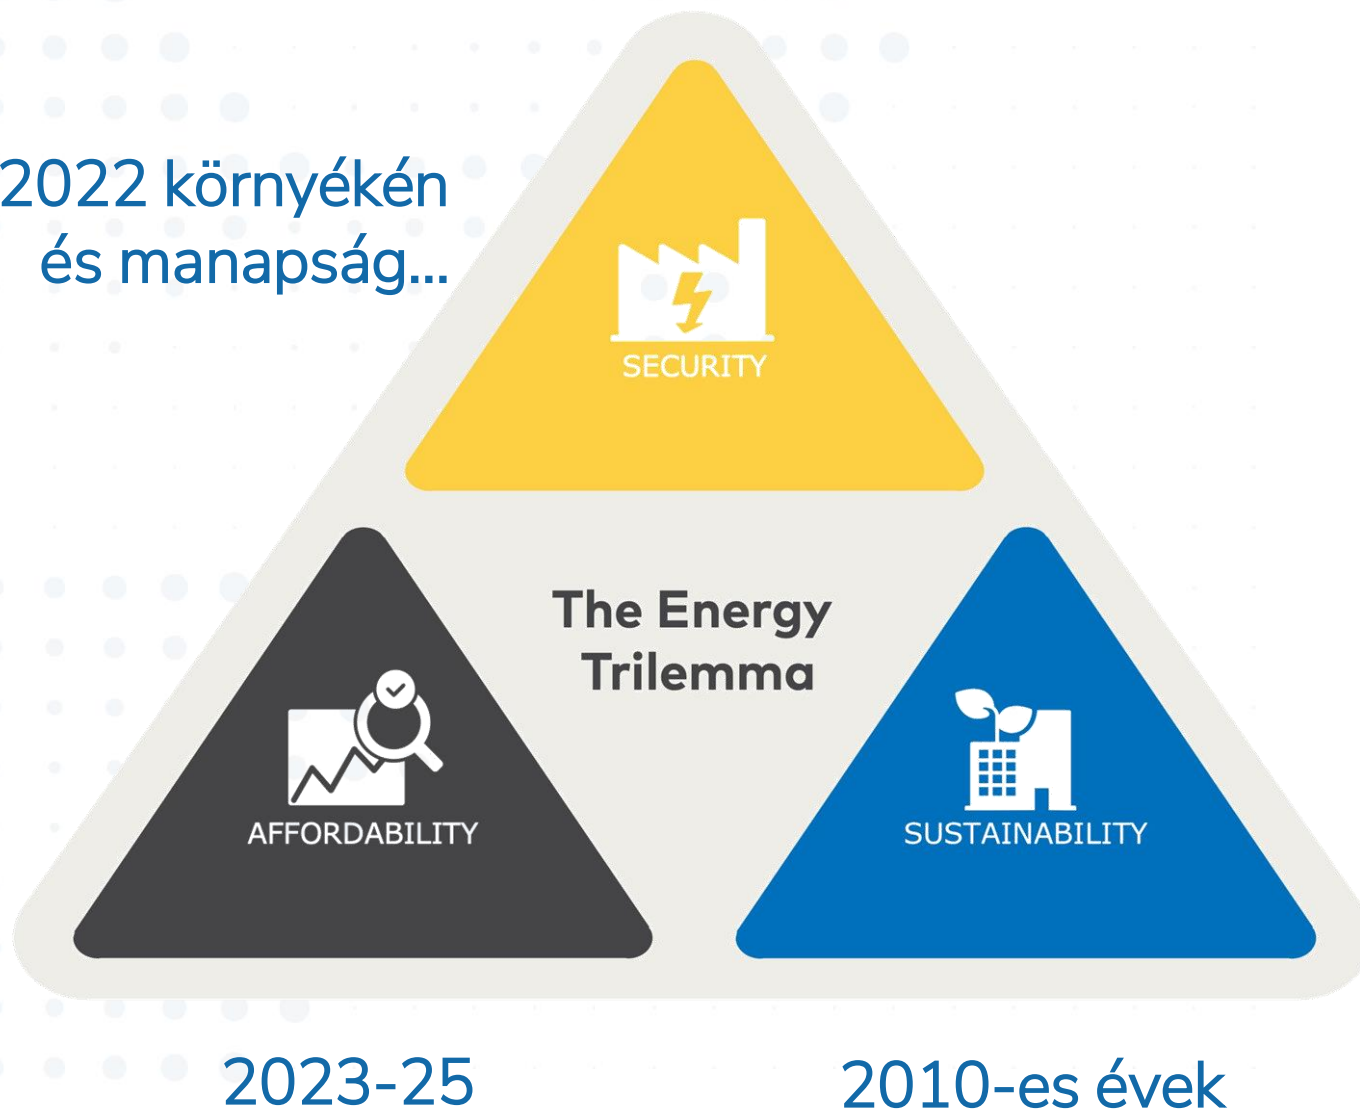 2022 környékén
és manapság...
SECURITY
The Energy
Trilemma
AFFORDABILITY
SUSTAINABILITY
2023-25
2010-es évek